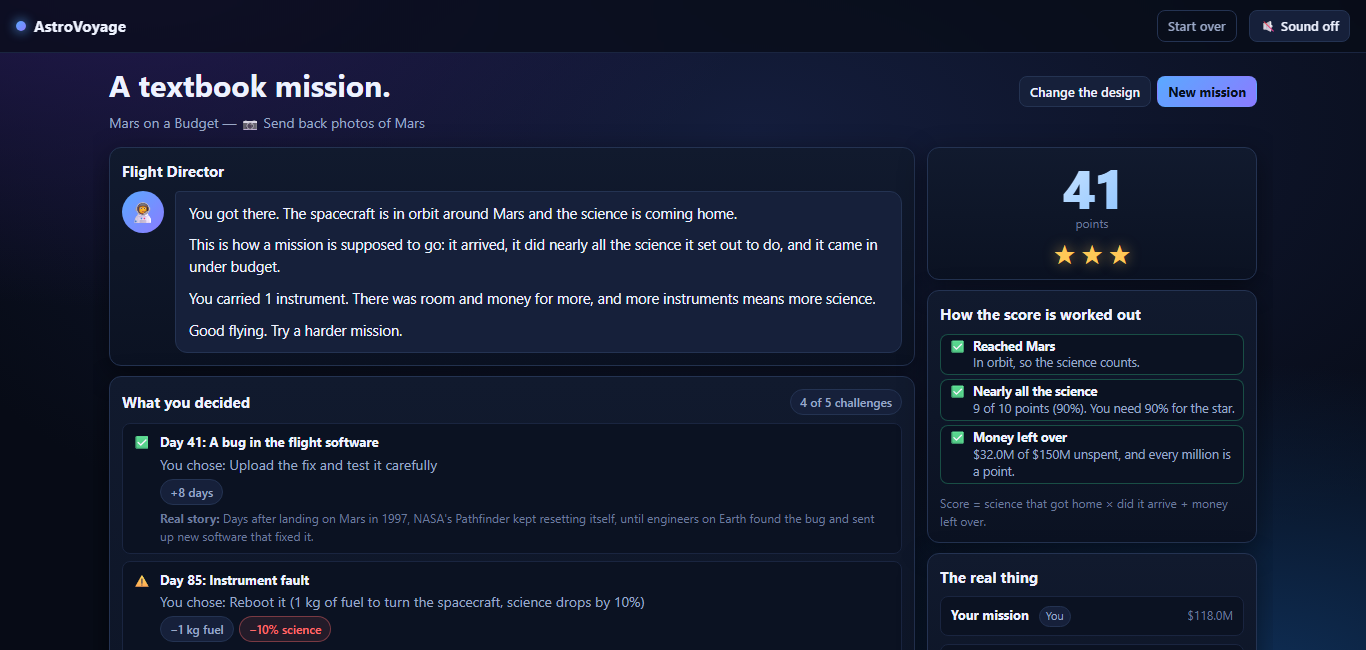 AstroVoyage
Start over
Sound off
A textbook mission.
Mars on a Budget — Send back photos of Mars
Change the design
New mission
Flight Director
You got there. The spacecraft is in orbit around Mars and the science is coming home.
This is how a mission is supposed to go: it arrived, it did nearly all the science it set out to do, and it came in
under budget.
You carried 1 instrument. There was room and money for more, and more instruments means more science.
Good flying. Try a harder mission.
What you decided
4 of 5 challenges
Day 41: A bug in the flight software
You chose: Upload the fix and test it carefully
+8 days
Real story: Days after landing on Mars in 1997, NASA's Pathfinder kept resetting itself, until engineers on Earth found the bug and sent
up new software that fixed it.
Day 85: Instrument fault
You chose: Reboot it (1 kg of fuel to turn the spacecraft, science drops by 10%)
−1 kg fuel
−10% science
41
points
How the score is worked out
Reached Mars
In orbit, so the science counts.
Nearly all the science
9 of 10 points (90%). You need 90% for the star.
Money left over
$32.0M of $150M unspent, and every million is
a point.
Score = science that got home × did it arrive + money
left over.
The real thing
Your mission
You
$118.0M